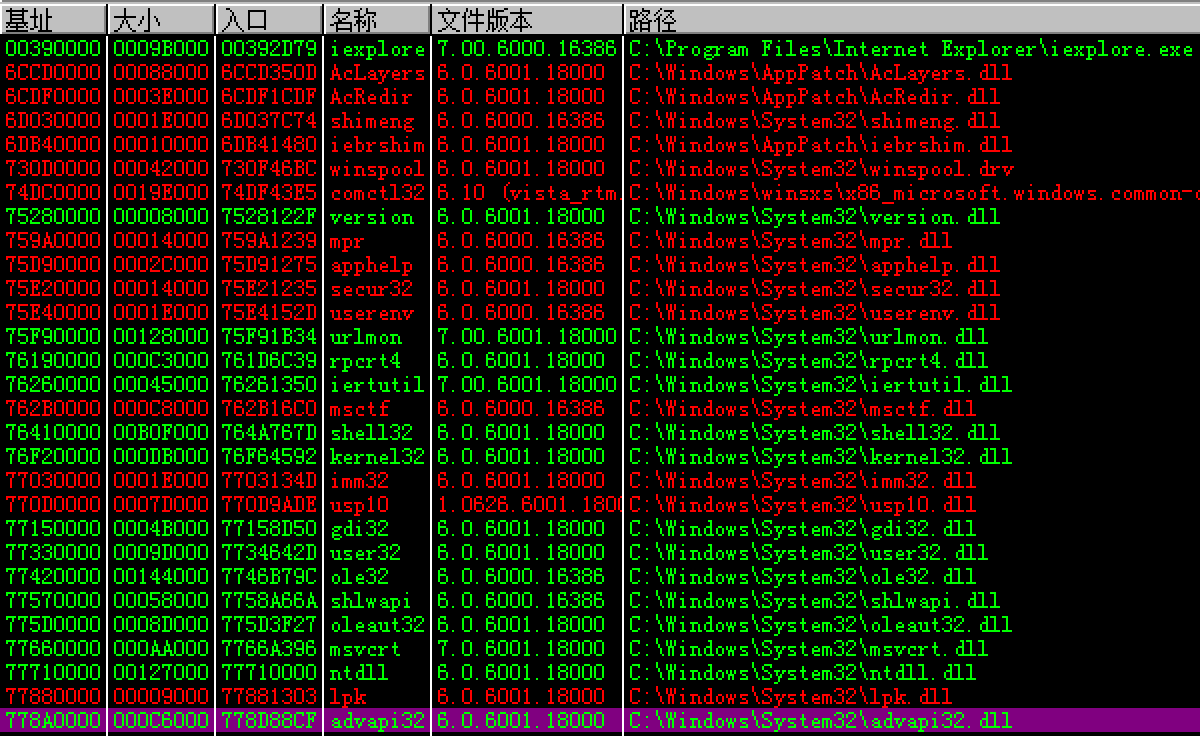 基址 大小 入口 名称 文件版本 路径
00390000 0009B000 00392D79 iexplore 7.00.6000.16386 C:\Program Files\Internet Explorer\iexplore.exe
6CCD0000 00088000 6CCD350D AcLayers 6.0.6001.18000 C:\Windows\AppPatch\AcLayers.dll
6CDF0000 0003E000 6CDF1CDF AcRedir 6.0.6001.18000 C:\Windows\AppPatch\AcRedir.dll
6D030000 0001E000 6D037C74 shimeng 6.0.6000.16386 C:\Windows\System32\shimeng.dll
6DB40000 00010000 6DB41480 iebrshim 6.0.6001.18000 C:\Windows\AppPatch\iebrshim.dll
730D0000 00042000 730F46BC winspool 6.0.6001.18000 C:\Windows\System32\winspool.drv
74DC0000 0019E000 74DF43E5 comctl32 6.10 (vista_rtm. C:\Windows\winsxs\x86_microsoft.windows.common-c
75280000 00008000 7528122F version 6.0.6001.18000 C:\Windows\System32\version.dll
759A0000 00014000 759A1239 mpr 6.0.6000.16386 C:\Windows\System32\mpr.dll
75D90000 0002C000 75D91275 apphelp 6.0.6000.16386 C:\Windows\System32\apphelp.dll
75E20000 00014000 75E21235 secur32 6.0.6001.18000 C:\Windows\System32\secur32.dll
75E40000 0001E000 75E4152D userenv 6.0.6000.16386 C:\Windows\System32\userenv.dll
75F90000 00128000 75F91B34 urlmon 7.00.6001.18000 C:\Windows\System32\urlmon.dll
76190000 000C3000 761D6C39 rpcrt4 6.0.6001.18000 C:\Windows\System32\rpcrt4.dll
76260000 00045000 76261350 iertutil 7.00.6001.18000 C:\Windows\System32\iertutil.dll
762B0000 000C8000 762B16C0 msctf 6.0.6000.16386 C:\Windows\System32\msctf.dll
76410000 00B0F000 764A767D shell32 6.0.6001.18000 C:\Windows\System32\shell32.dll
76F20000 000DB000 76F64592 kernel32 6.0.6001.18000 C:\Windows\System32\kernel32.dll
77030000 0001E000 7703134D imm32 6.0.6001.18000 C:\Windows\System32\imm32.dll
770D0000 0007D000 770D9ADE usp10 1.0626.6001.1800 C:\Windows\System32\usp10.dll
77150000 0004B000 77158D50 gdi32 6.0.6001.18000 C:\Windows\System32\gdi32.dll
77330000 0009D000 7734642D user32 6.0.6001.18000 C:\Windows\System32\user32.dll
77420000 00144000 7746B79C ole32 6.0.6000.16386 C:\Windows\System32\ole32.dll
77570000 00058000 7758A66A shlwapi 6.0.6000.16386 C:\Windows\System32\shlwapi.dll
775D0000 0008D000 775D3F27 oleaut32 6.0.6001.18000 C:\Windows\System32\oleaut32.dll
77660000 000AA000 7766A396 msvcrt 7.0.6001.18000 C:\Windows\System32\msvcrt.dll
77710000 00127000 77710000 ntdll 6.0.6001.18000 C:\Windows\System32\ntdll.dll
77880000 00009000 77881303 lpk 6.0.6001.18000 C:\Windows\System32\lpk.dll
778A0000 000C6000 778D88CF advapi32 6.0.6001.18000 C:\Windows\System32\advapi32.dll